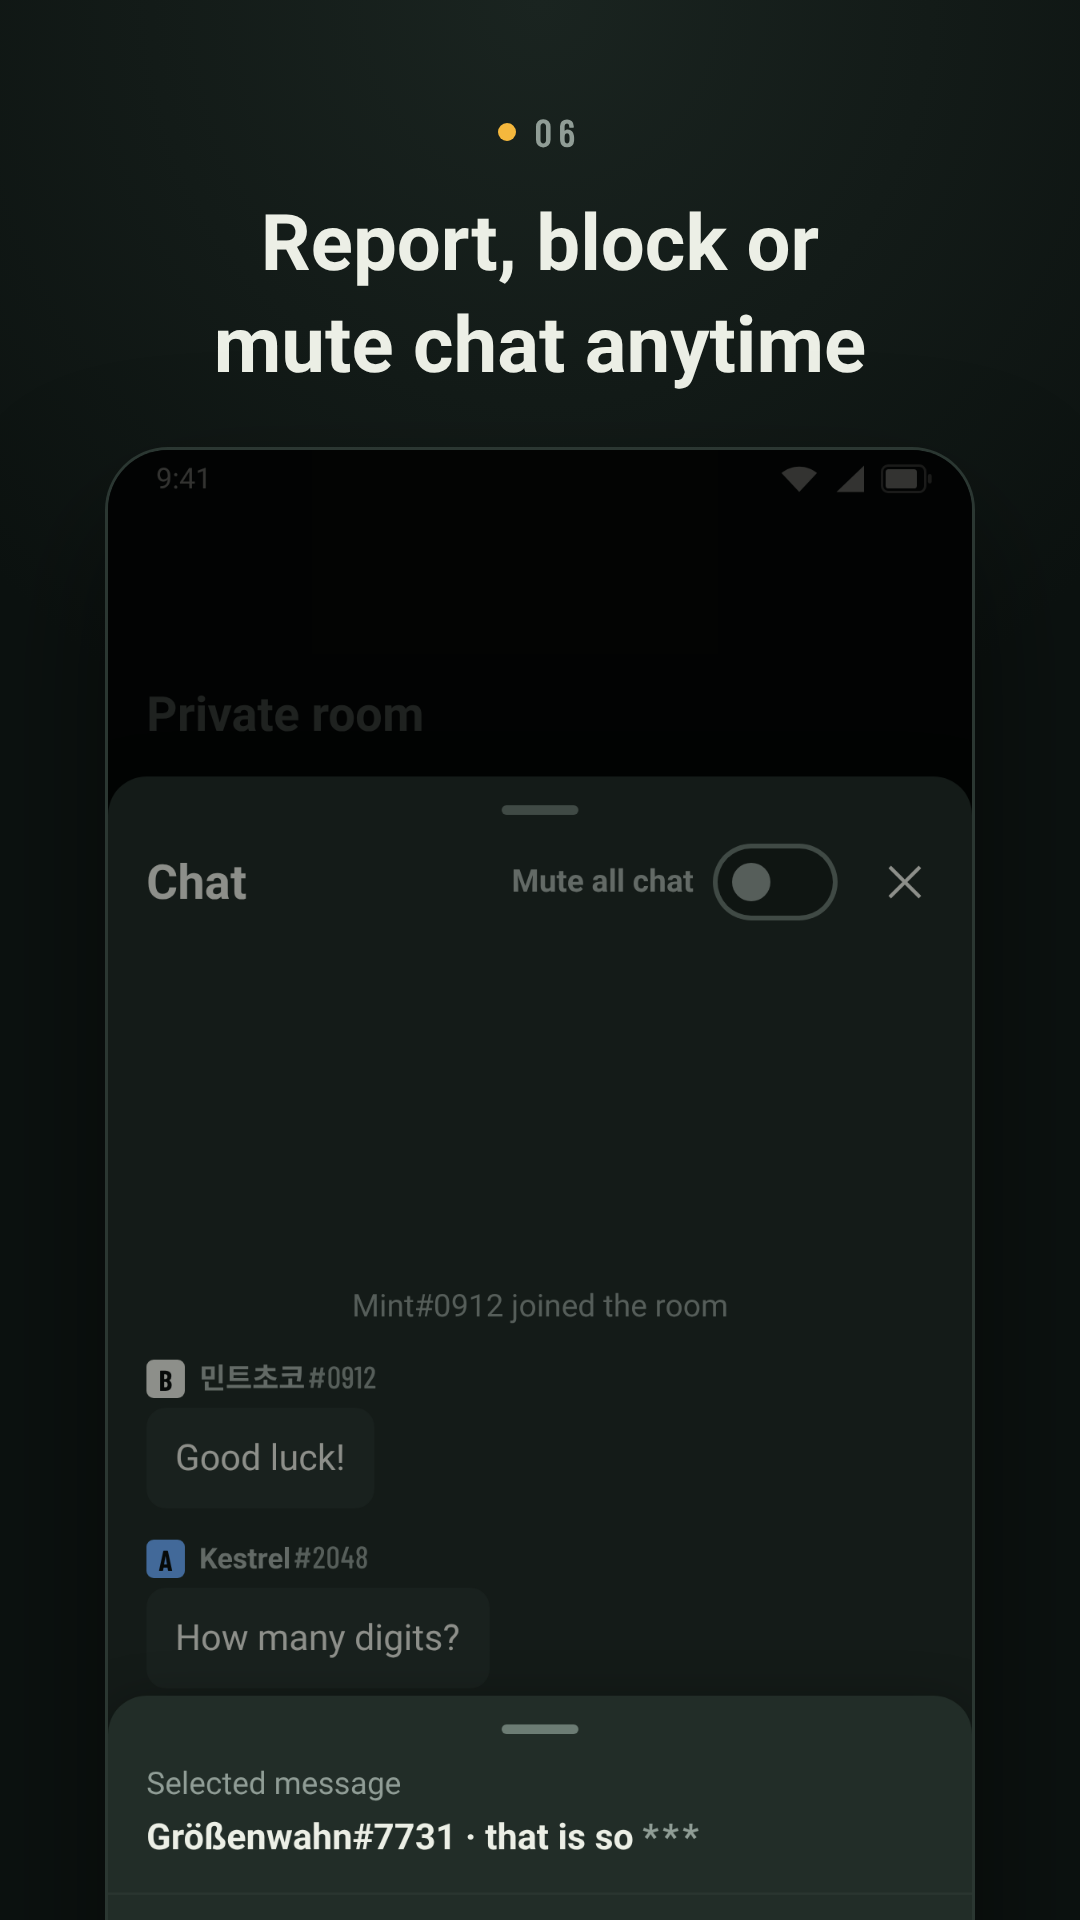 06
Report, block or
mute chat anytime
9:41
Private room
Chat
Mute all chat
Mint#0912 joined the room
B 민트초코#0912
Good luck!
A Kestrel#2048
How many digits?
Selected message
Größenwahn#7731 · that is so ***